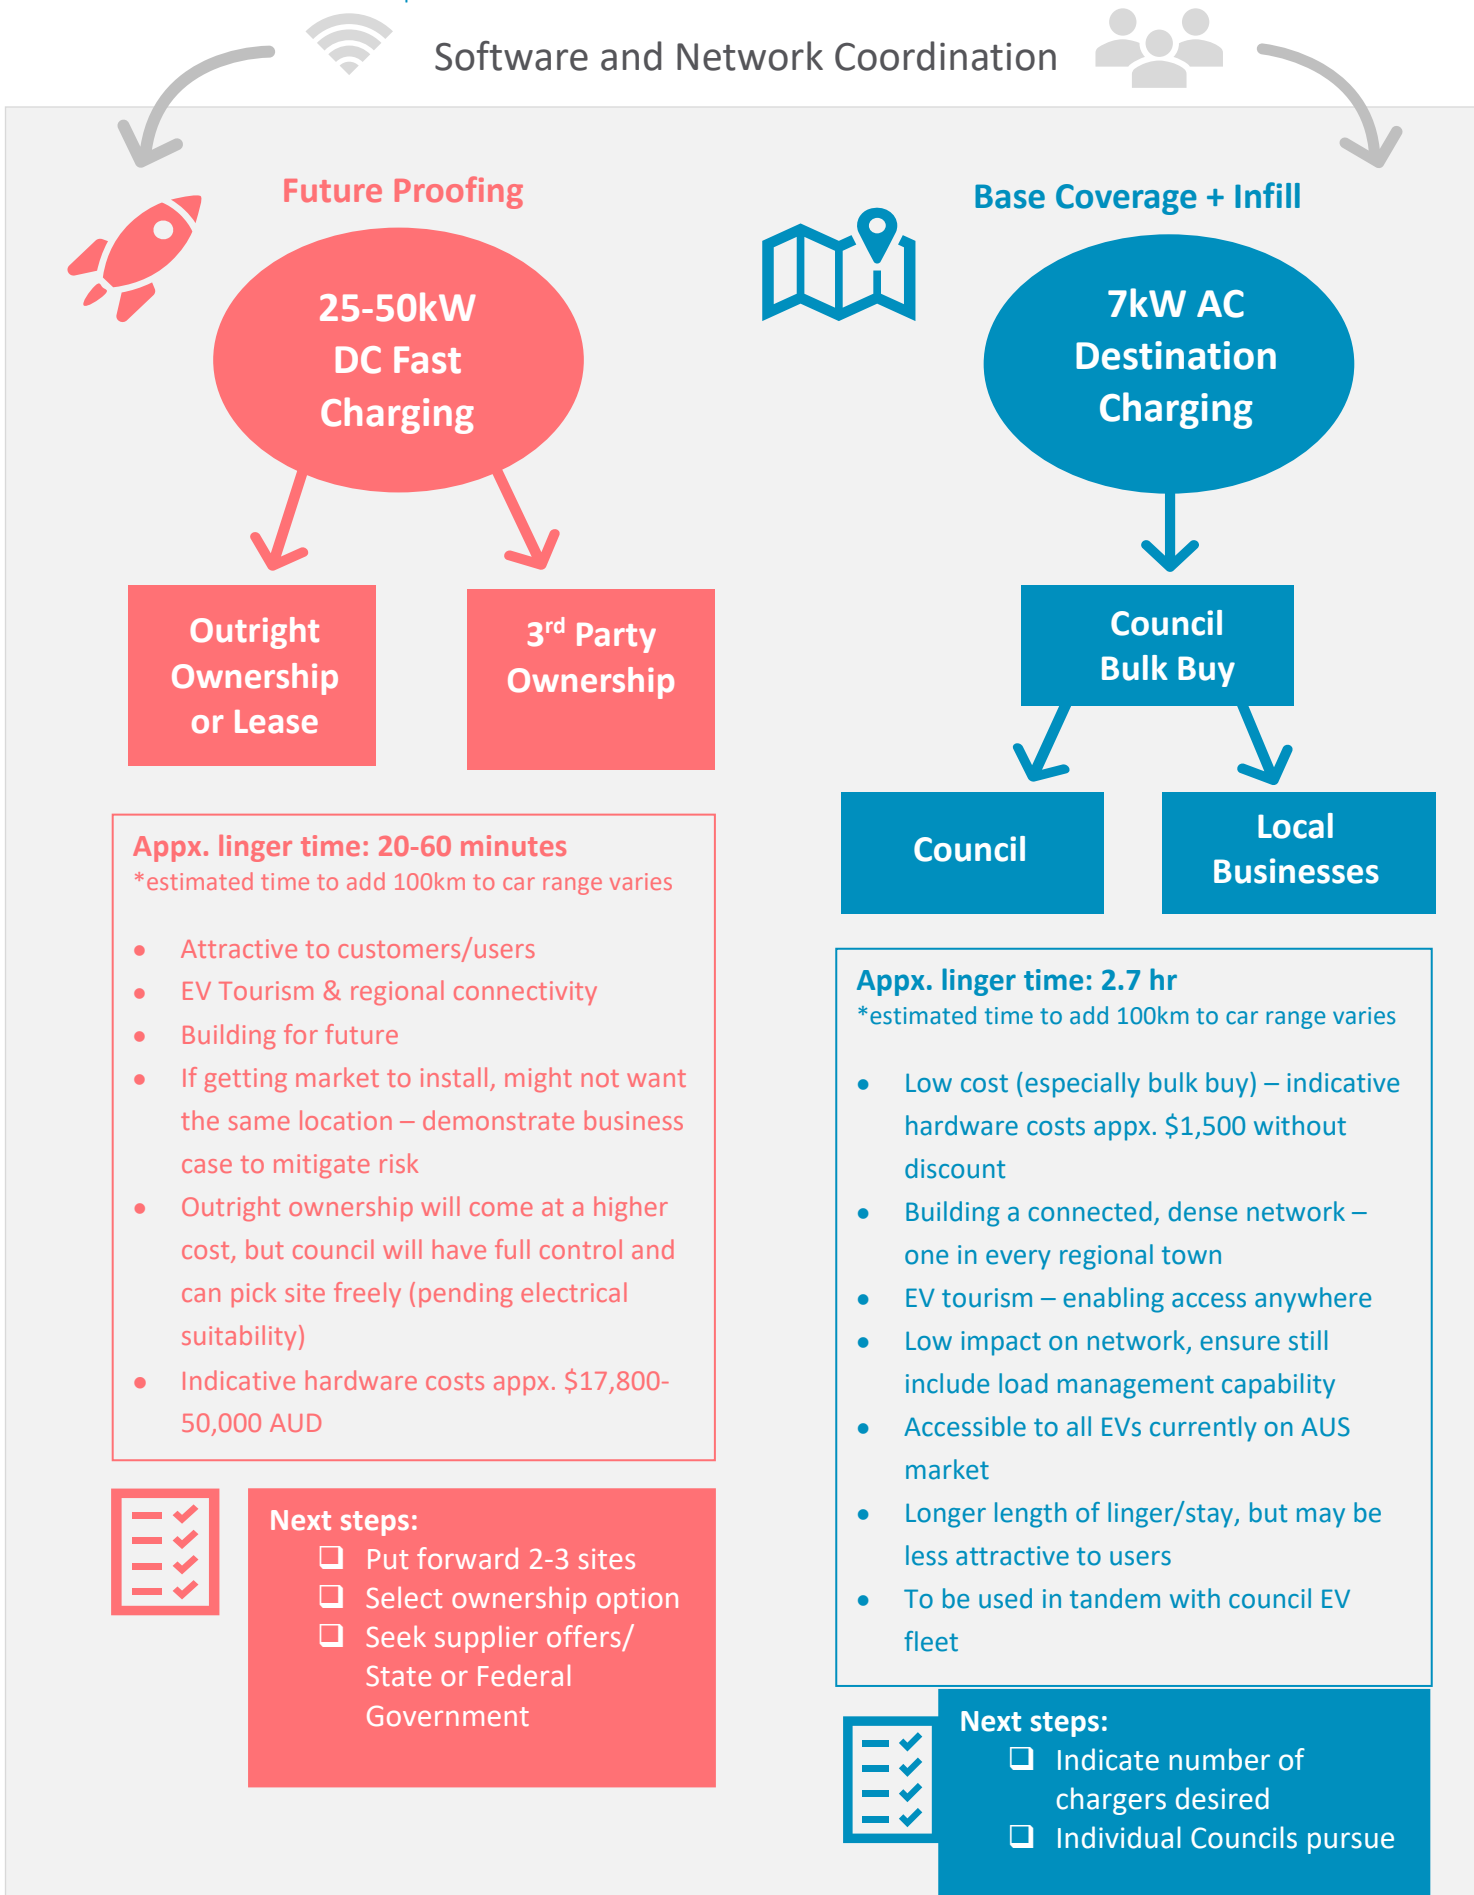 Software and Network Coordination
Future Proofing
25-50kW
DC Fast
Charging
Outright
Ownership
or Lease
3rd Party
Ownership
Appx. linger time: 20-60 minutes
*estimated time to add 100km to car range varies
● Attractive to customers/users
● EV Tourism & regional connectivity
● Building for future
● If getting market to install, might not want
the same location – demonstrate business
case to mitigate risk
● Outright ownership will come at a higher
cost, but council will have full control and
can pick site freely (pending electrical
suitability)
● Indicative hardware costs appx. $17,800-
50,000 AUD
Next steps:
❑ Put forward 2-3 sites
❑ Select ownership option
❑ Seek supplier offers/
State or Federal
Government
Base Coverage + Infill
7kW AC
Destination
Charging
Council
Bulk Buy
Council
Local
Businesses
Appx. linger time: 2.7 hr
*estimated time to add 100km to car range varies
● Low cost (especially bulk buy) – indicative
hardware costs appx. $1,500 without
discount
● Building a connected, dense network –
one in every regional town
● EV tourism – enabling access anywhere
● Low impact on network, ensure still
include load management capability
● Accessible to all EVs currently on AUS
market
● Longer length of linger/stay, but may be
less attractive to users
● To be used in tandem with council EV
fleet
Next steps:
❑ Indicate number of
chargers desired
❑ Individual Councils pursue